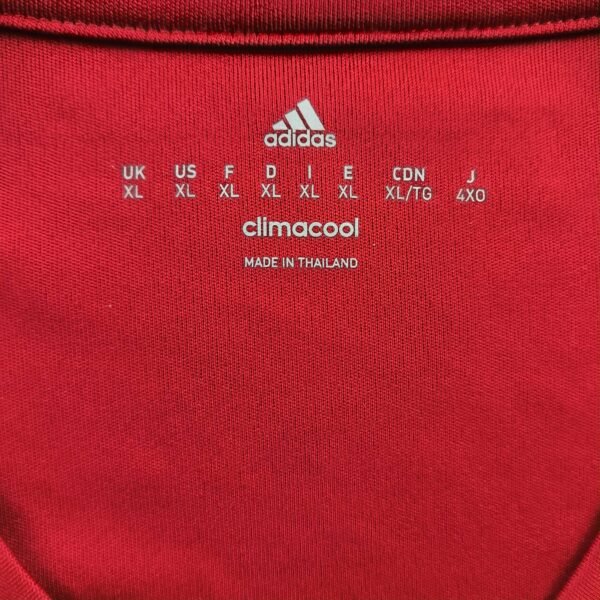 adidas
UK US F D I E CDN J
XL XL XL XL XL XL XL/TG 4XO
climacool
MADE IN THAILAND